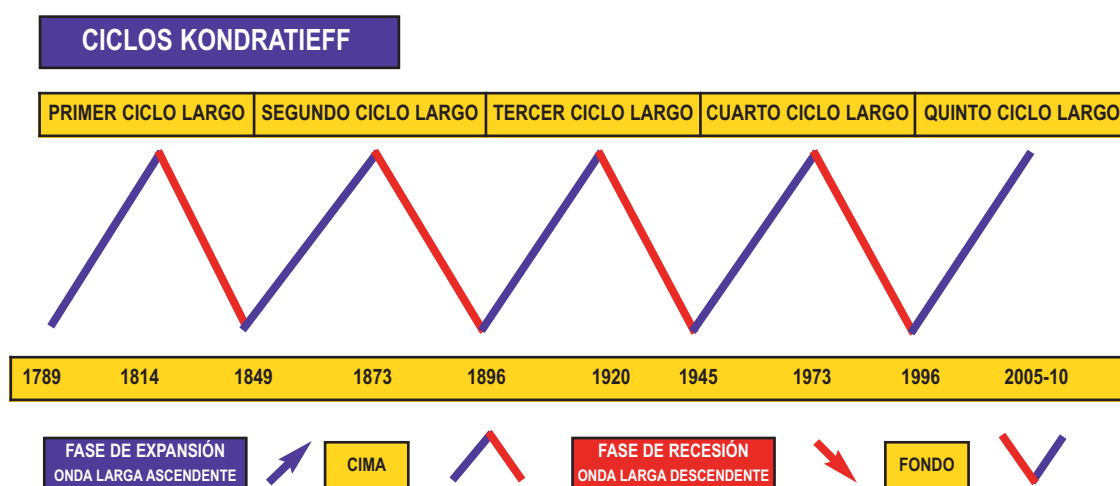 CICLOS KONDRATIEFF
PRIMER CICLO LARGO SEGUNDO CICLO LARGO TERCER CICLO LARGO CUARTO CICLO LARGO QUINTO CICLO LARGO
1789 1814 1849 1873 1896 1920 1945 1973 1996 2005-10
FASE DE EXPANSIÓN
ONDA LARGA ASCENDENTE
CIMA
FASE DE RECESIÓN
ONDA LARGA DESCENDENTE
FONDO